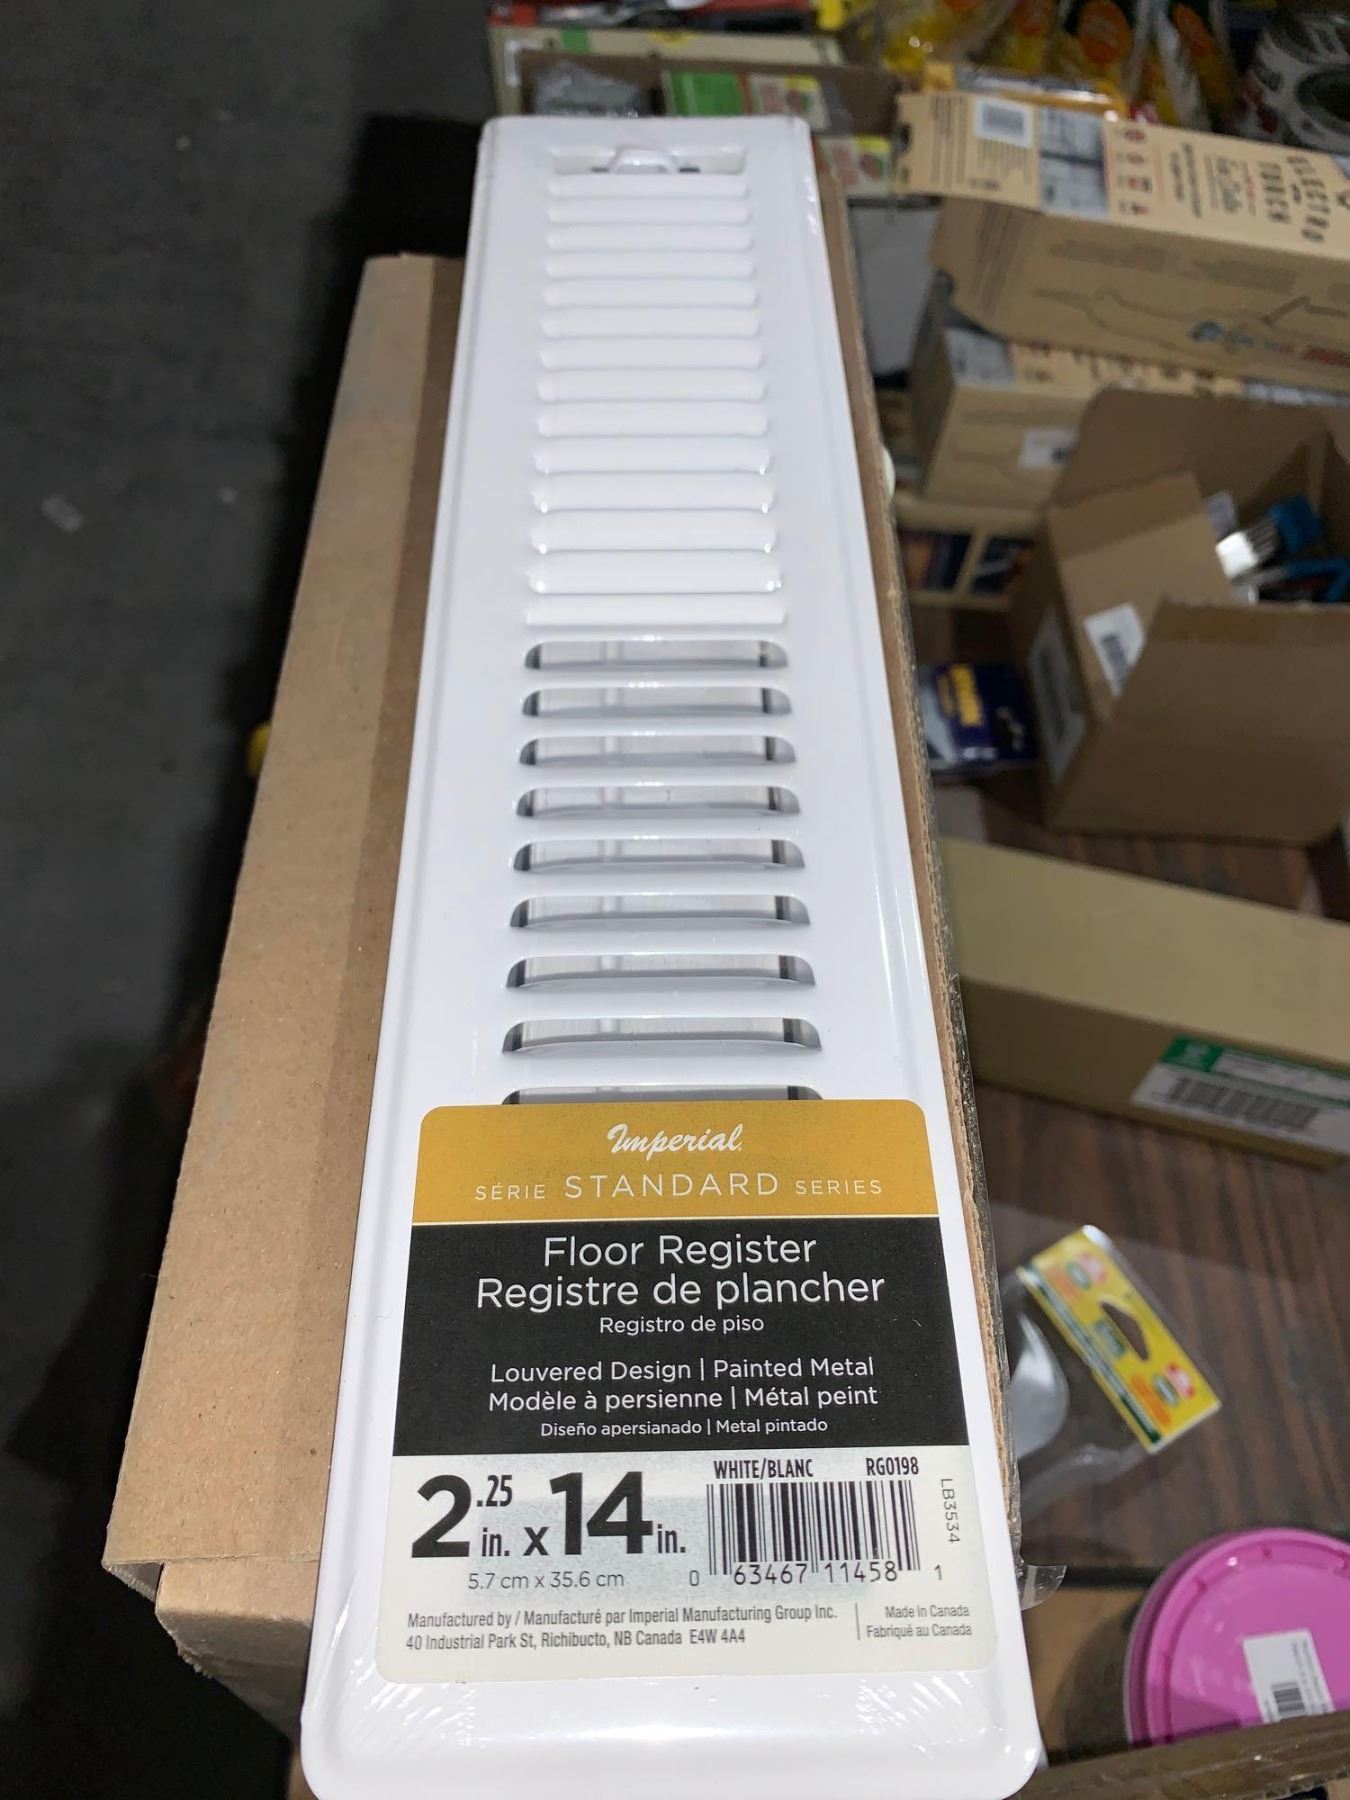 ELECTRO
TORCH
Imperial
SÉRIE STANDARD SERIES
Floor Register
Registre de plancher
Registro de piso
Louvered Design | Painted Metal
Modèle à persienne | Métal peint
Diseño apersianado | Metal pintado
2.25 in. x 14 in.
5.7 cm x 35.6 cm
WHITE/BLANC RG0198
LB3534
0 63467 11458 1
Manufactured by / Manufacturé par Imperial Manufacturing Group Inc.
40 Industrial Park St, Richibucto, NB Canada E4W 4A4
Made in Canada
Fabriqué au Canada